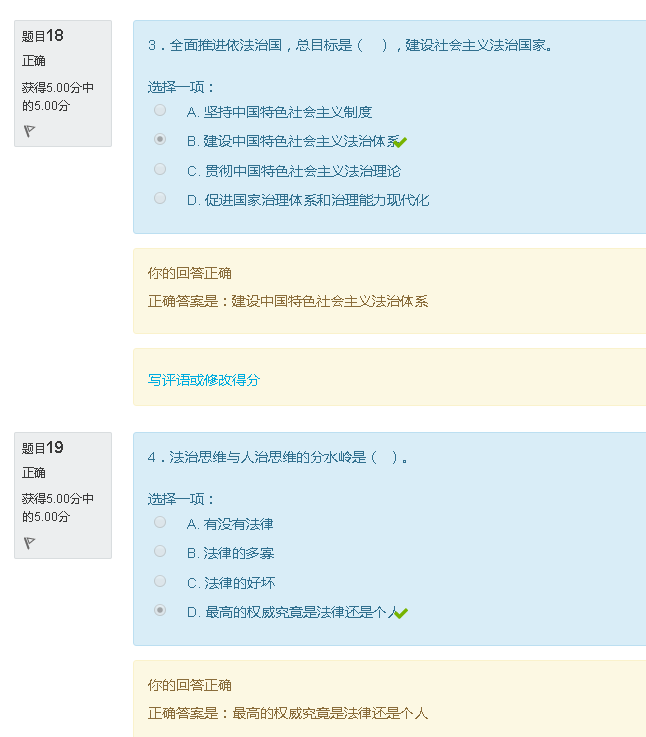 题目18
正确
获得5.00分中
的5.00分
3．全面推进依法治国，总目标是（　），建设社会主义法治国家。
选择一项：
A. 坚持中国特色社会主义制度
B. 建设中国特色社会主义法治体系
C. 贯彻中国特色社会主义法治理论
D. 促进国家治理体系和治理能力现代化
你的回答正确
正确答案是：建设中国特色社会主义法治体系
写评语或修改得分
题目19
正确
获得5.00分中
的5.00分
4．法治思维与人治思维的分水岭是（　）。
选择一项：
A. 有没有法律
B. 法律的多寡
C. 法律的好坏
D. 最高的权威究竟是法律还是个人
你的回答正确
正确答案是：最高的权威究竟是法律还是个人